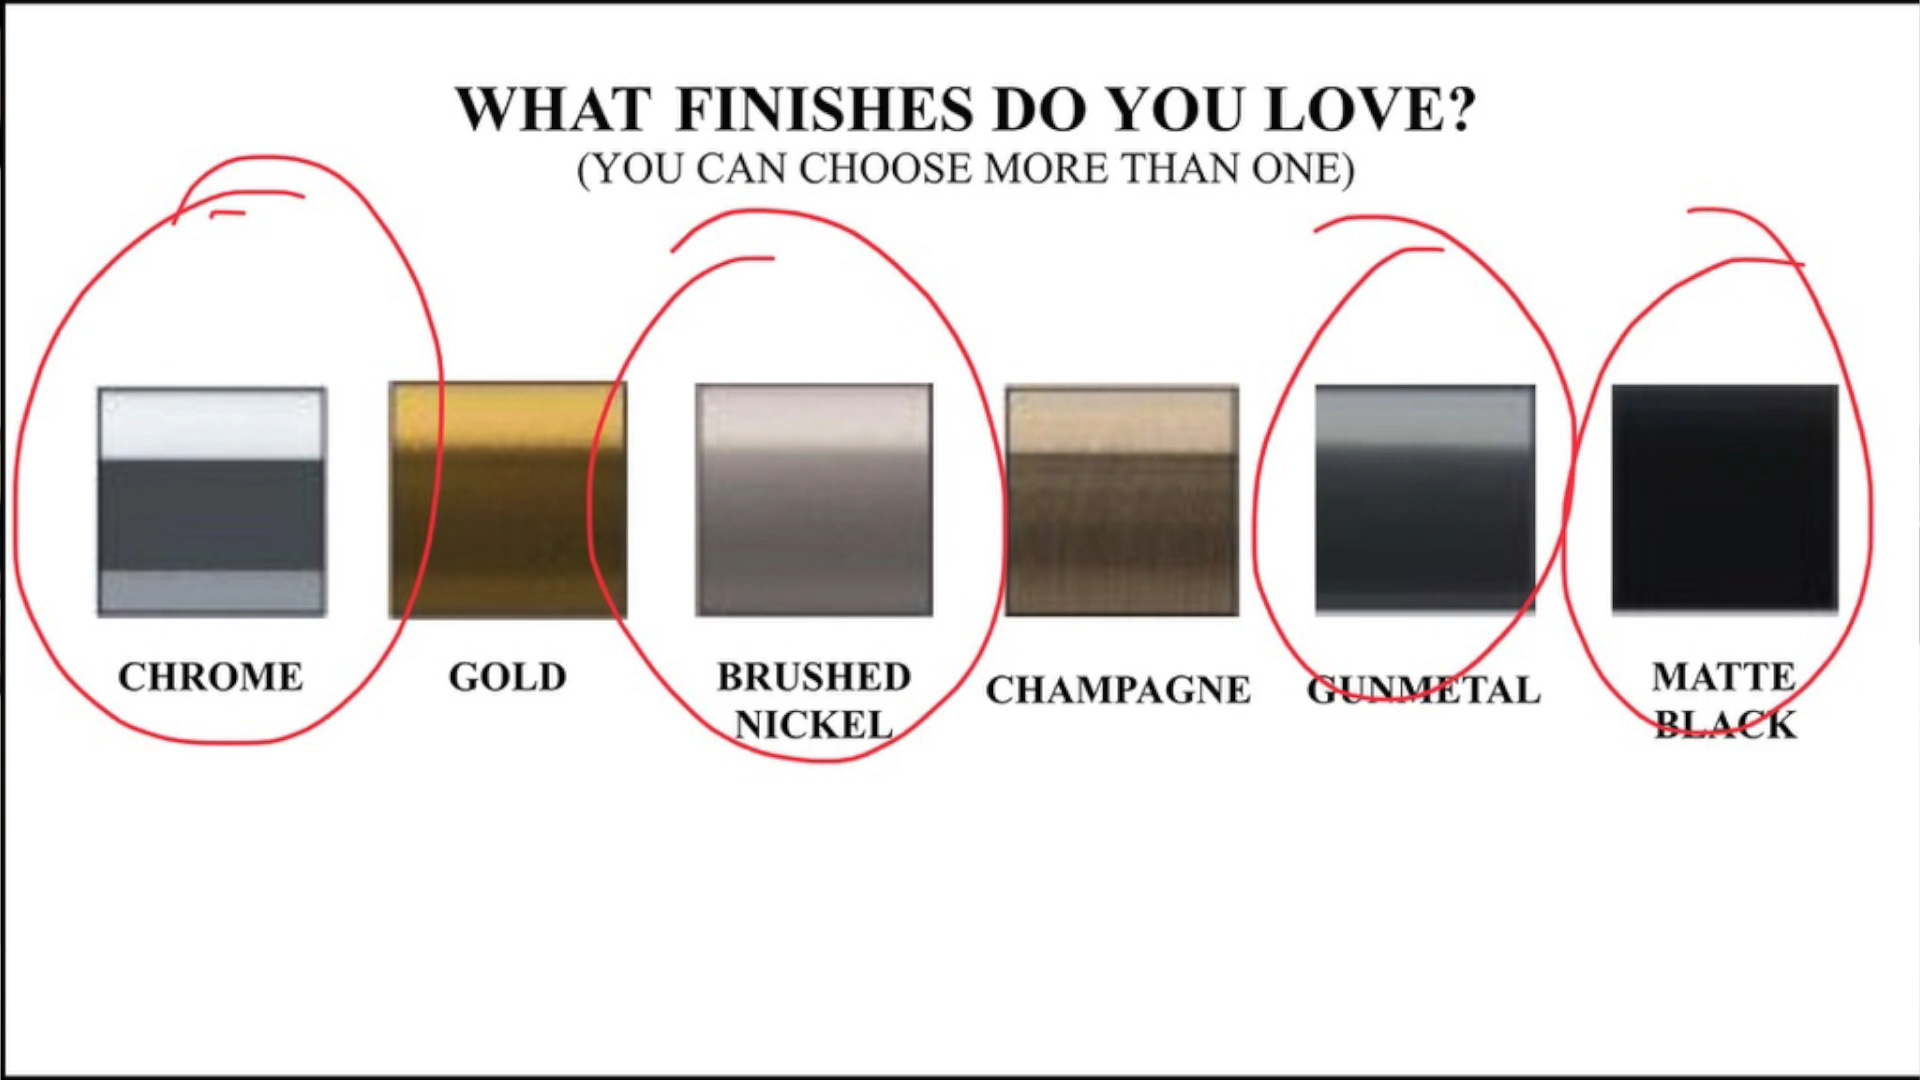 WHAT FINISHES DO YOU LOVE?
(YOU CAN CHOOSE MORE THAN ONE)
CHROME
GOLD
BRUSHED
NICKEL
CHAMPAGNE
GUNMETAL
MATTE
BLACK